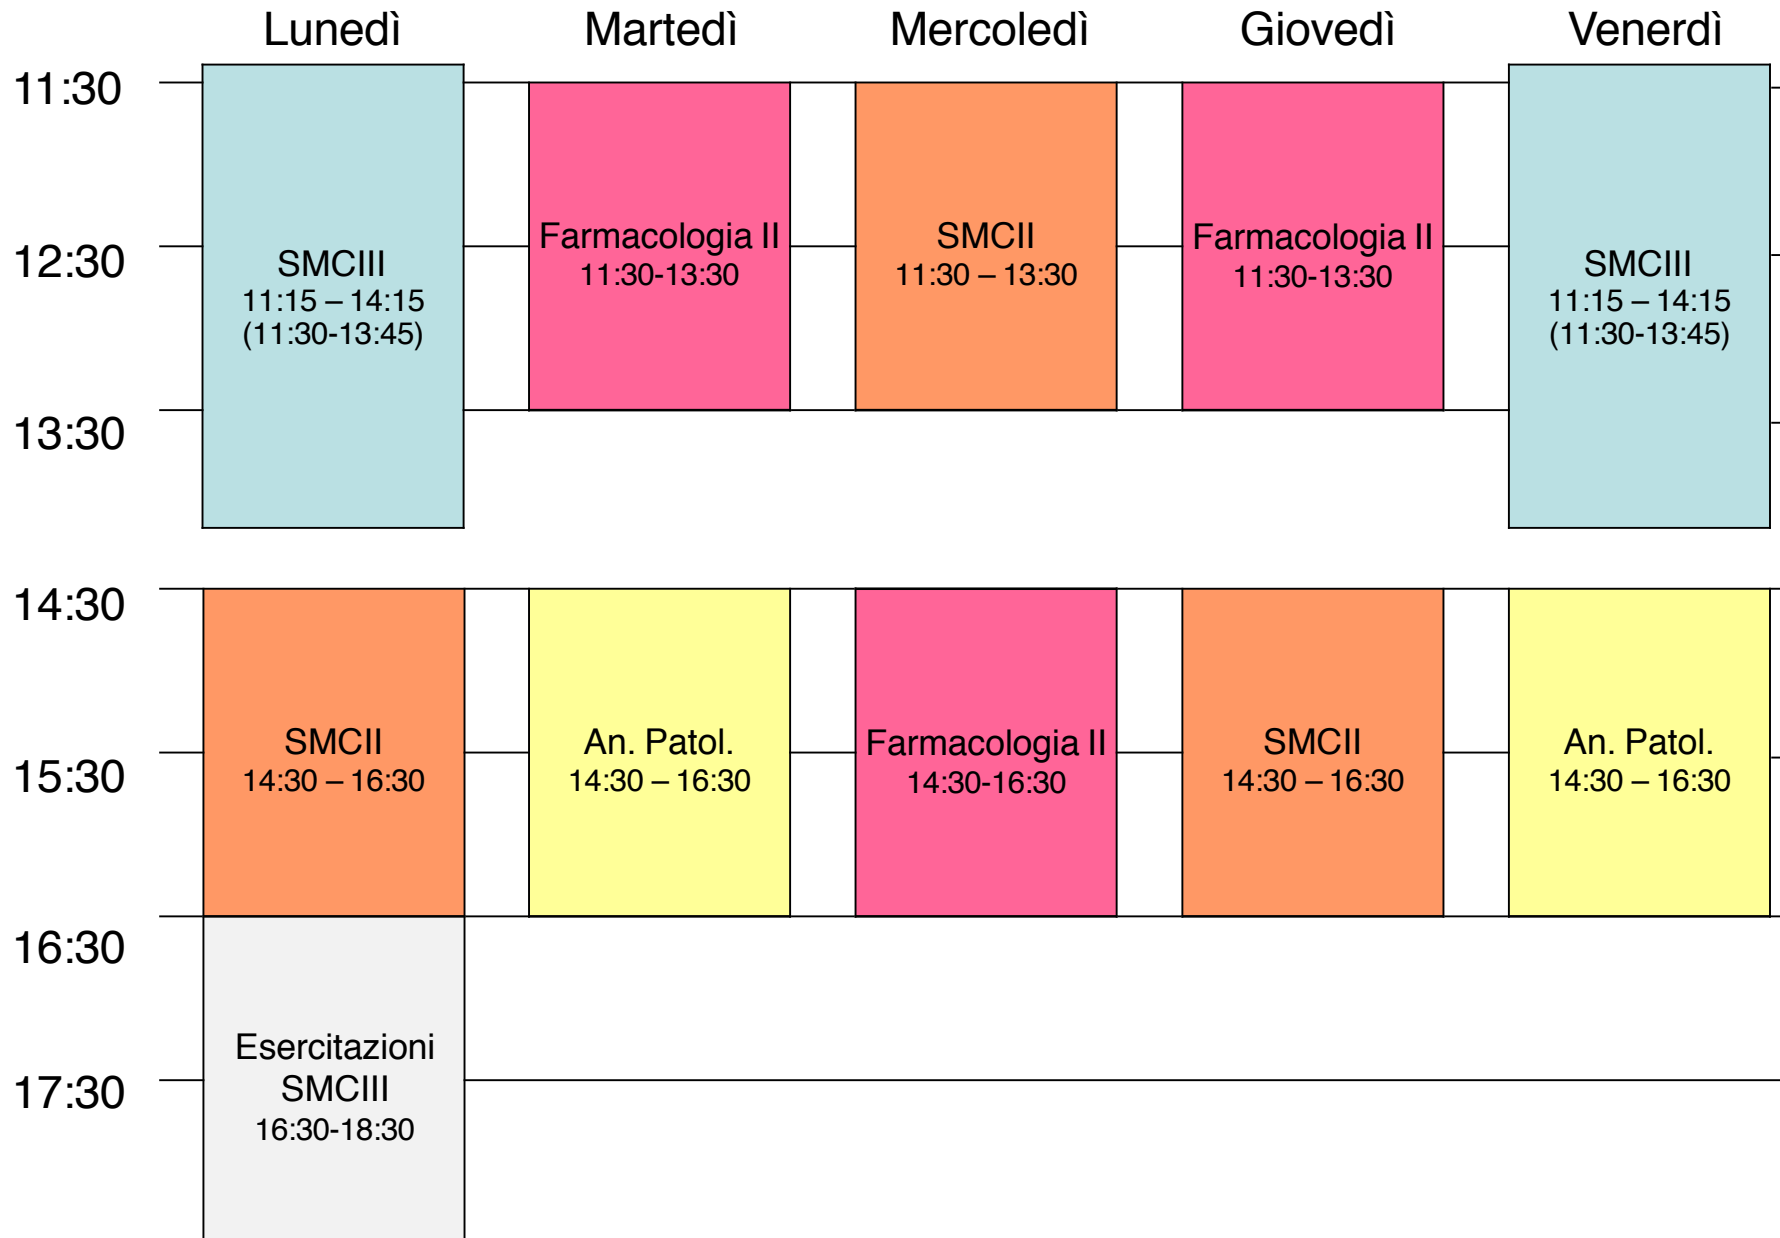 Lunedì Martedì Mercoledì Giovedì Venerdì
11:30
12:30
13:30
SMCIII
11:15 – 14:15
(11:30-13:45)
Farmacologia II
11:30-13:30
SMCII
11:30 – 13:30
Farmacologia II
11:30-13:30
SMCIII
11:15 – 14:15
(11:30-13:45)
14:30
15:30
16:30
SMCII
14:30 – 16:30
An. Patol.
14:30 – 16:30
Farmacologia II
14:30-16:30
SMCII
14:30 – 16:30
An. Patol.
14:30 – 16:30
17:30
Esercitazioni
SMCIII
16:30-18:30